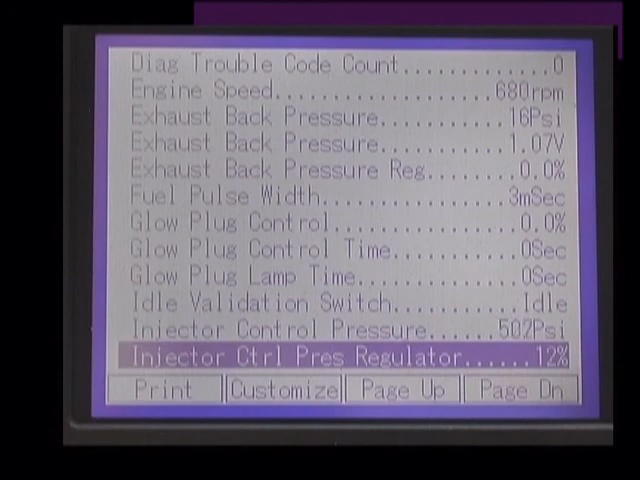 Diag Trouble Code Count.............0
Engine Speed..................680rpm
Exhaust Back Pressure..........16Psi
Exhaust Back Pressure..........1.07V
Exhaust Back Pressure Reg.......0.0%
Fuel Pulse Width...............3mSec
Glow Plug Control...............0.0%
Glow Plug Control Time..........0Sec
Glow Plug Lamp Time.............0Sec
Idle Validation Switch..........Idle
Injector Control Pressure.....502Psi
Injector Ctrl Pres Regulator......12%
Print Customize Page Up Page Dn